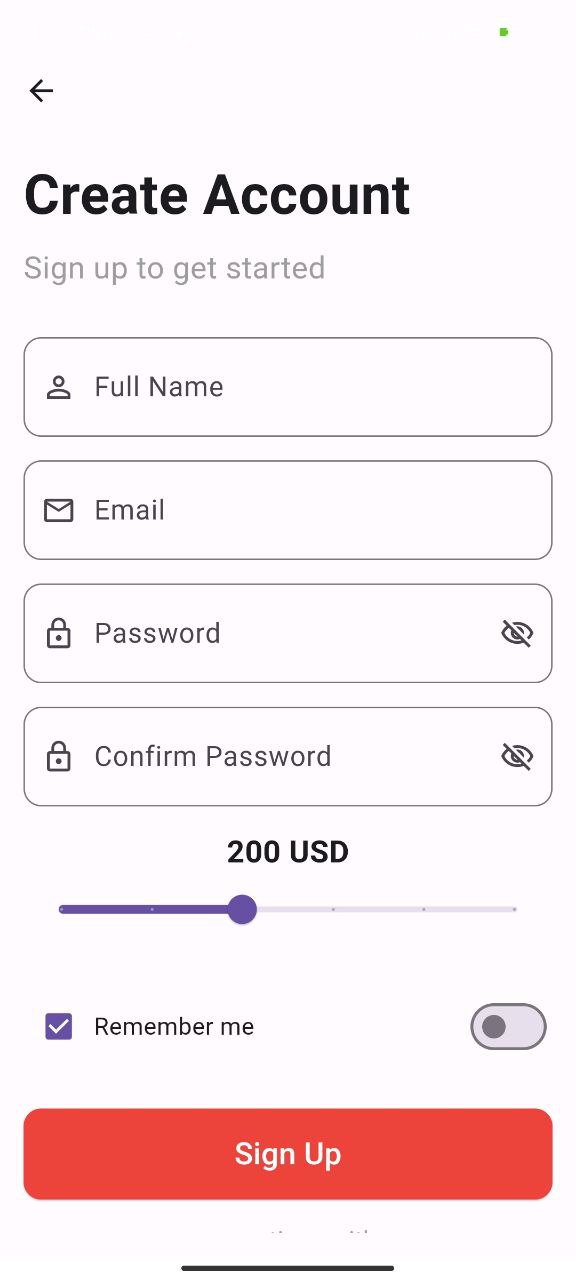 Create Account
Sign up to get started
Full Name
Email
Password
Confirm Password
200 USD
Remember me
Sign Up